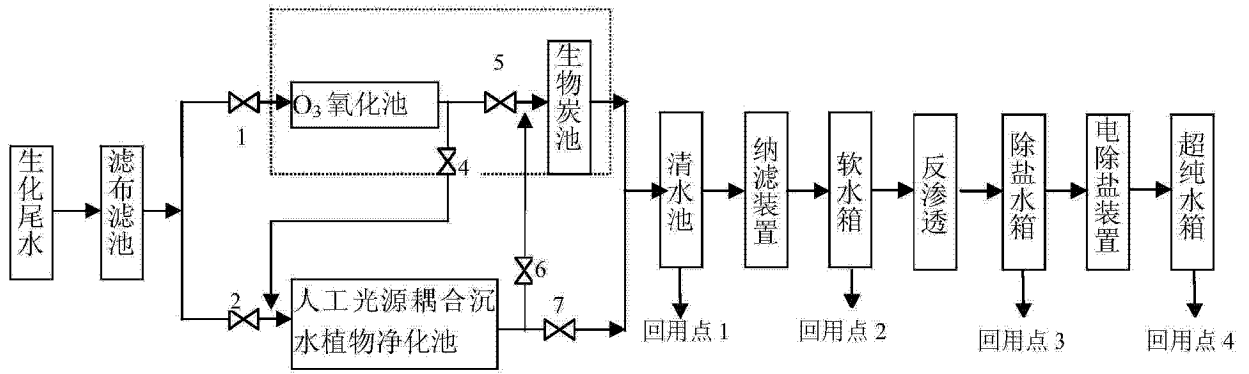 生化尾水
滤布滤池
1
O₃氧化池
4
5
生物炭池
2
人工光源耦合沉
水植物净化池
6
7
清水池
纳滤装置
软水箱
反渗透
除盐水箱
电除盐装置
超纯水箱
回用点 1
回用点 2
回用点 3
回用点 4